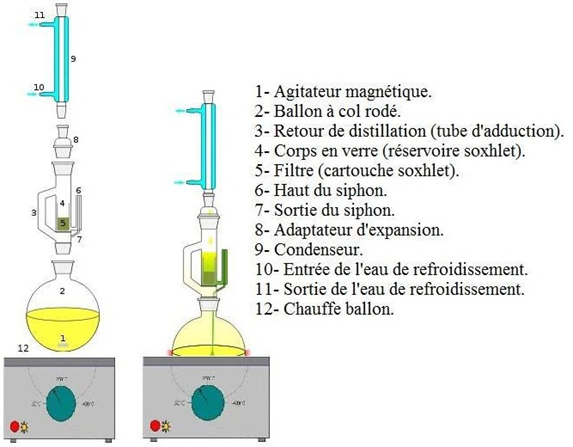 11
9
10
8
4
6
3
5
7
2
1
12
1- Agitateur magnétique.
2- Ballon à col rodé.
3- Retour de distillation (tube d'adduction).
4- Corps en verre (réservoire soxhlet).
5- Filtre (cartouche soxhlet).
6- Haut du siphon.
7- Sortie du siphon.
8- Adaptateur d'expansion.
9- Condenseur.
10- Entrée de l'eau de refroidissement.
11- Sortie de l'eau de refroidissement.
12- Chauffe ballon.